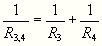 1/R_{3,4} = 1/R_3 + 1/R_4